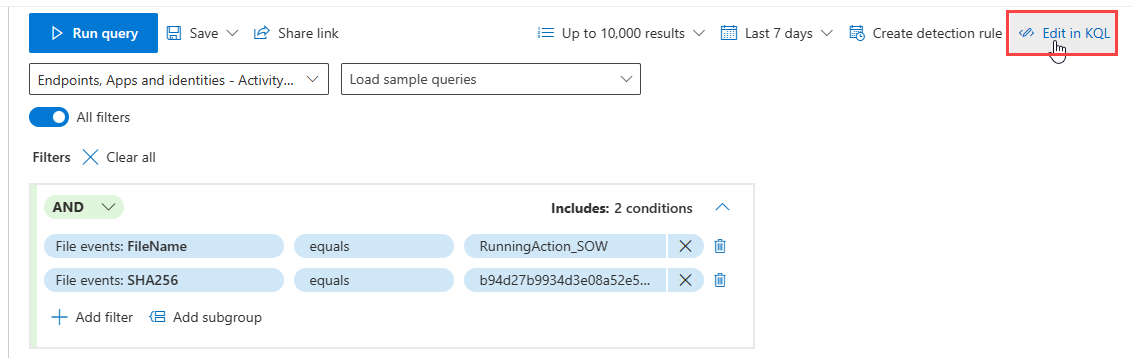 Run query Save Share link Up to 10,000 results Last 7 days Create detection rule Edit in KQL
Endpoints, Apps and identities - Activity... Load sample queries
All filters
Filters Clear all
AND Includes: 2 conditions
File events: FileName equals RunningAction_SOW
File events: SHA256 equals b94d27b9934d3e08a52e5...
Add filter Add subgroup